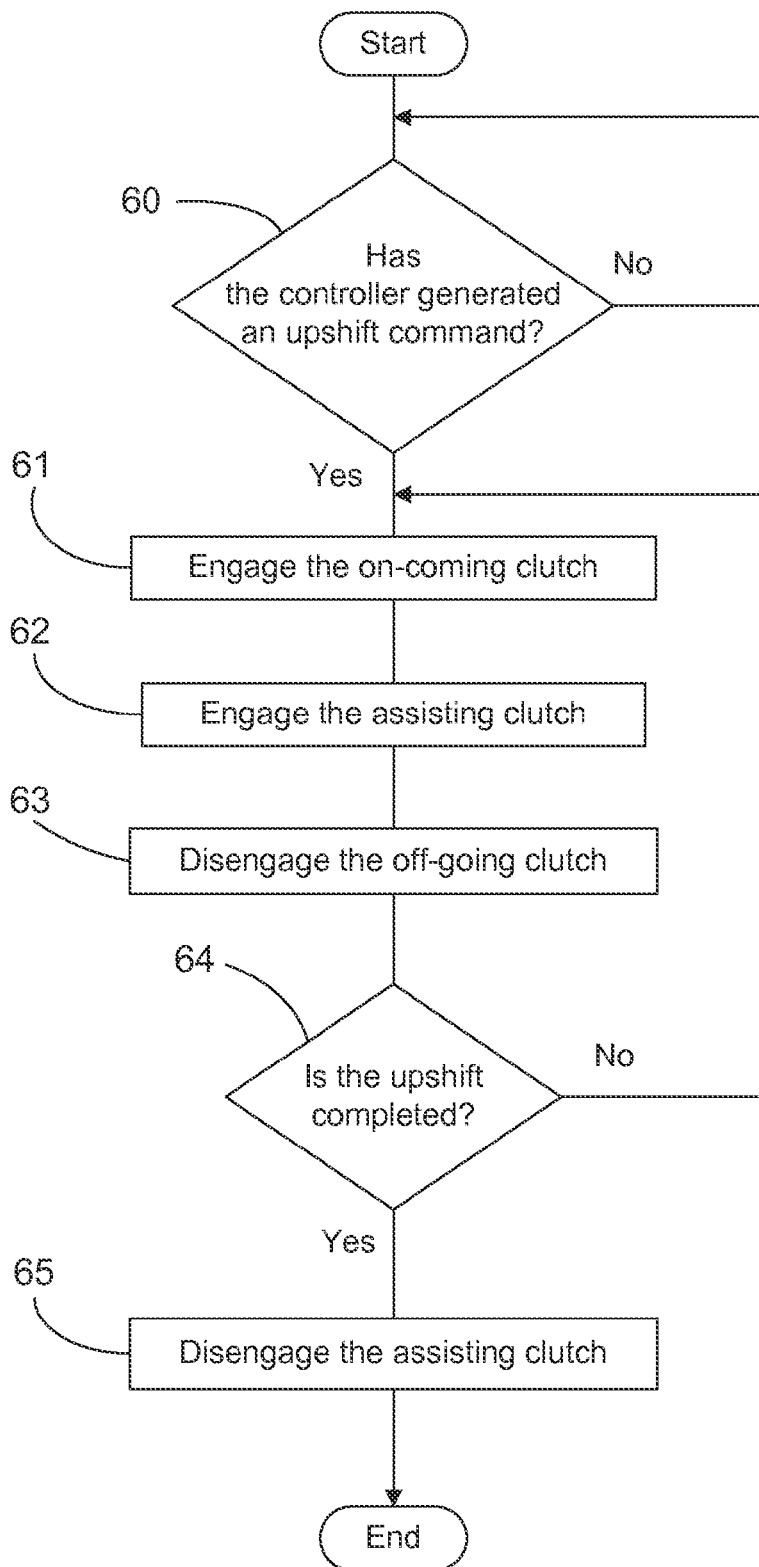 Start
60
Has
the controller generated
an upshift command?
No
Yes
61
Engage the on-coming clutch
62
Engage the assisting clutch
63
Disengage the off-going clutch
64
Is the upshift
completed?
No
Yes
65
Disengage the assisting clutch
End